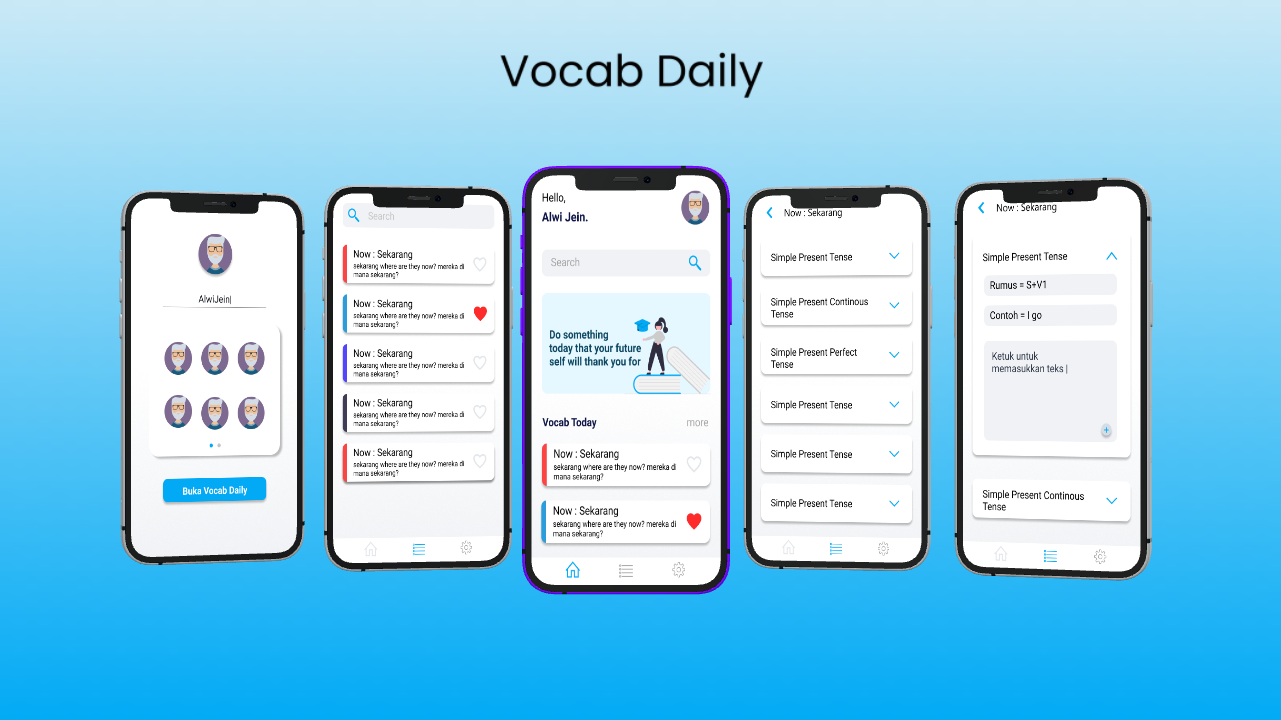 Vocab Daily
AlwiJein|
Buka Vocab Daily
Search
Now : Sekarang
sekarang where are they now? mereka di
mana sekarang?
Now : Sekarang
sekarang where are they now? mereka di
mana sekarang?
Now : Sekarang
sekarang where are they now? mereka di
mana sekarang?
Now : Sekarang
sekarang where are they now? mereka di
mana sekarang?
Now : Sekarang
sekarang where are they now? mereka di
mana sekarang?
Hello,
Alwi Jein.
Search
Do something
today that your future
self will thank you for
Vocab Today
more
Now : Sekarang
sekarang where are they now? mereka di
mana sekarang?
Now : Sekarang
sekarang where are they now? mereka di
mana sekarang?
Now : Sekarang
Simple Present Tense
Simple Present Continous
Tense
Simple Present Perfect
Tense
Simple Present Tense
Simple Present Tense
Simple Present Tense
Now : Sekarang
Simple Present Tense
Rumus = S+V1
Contoh = I go
Ketuk untuk
memasukkan teks |
Simple Present Continous
Tense